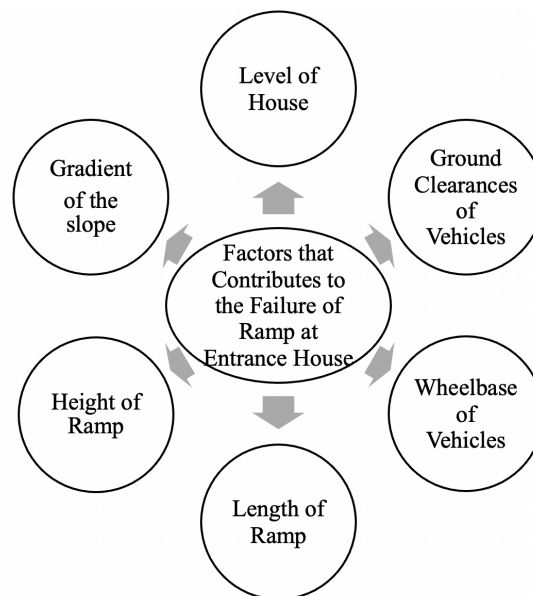 Level of
House
Gradient
of the
slope
Ground
Clearances
of
Vehicles
Factors that
Contributes to
the Failure of
Ramp at
Entrance House
Height of
Ramp
Wheelbase
of
Vehicles
Length of
Ramp